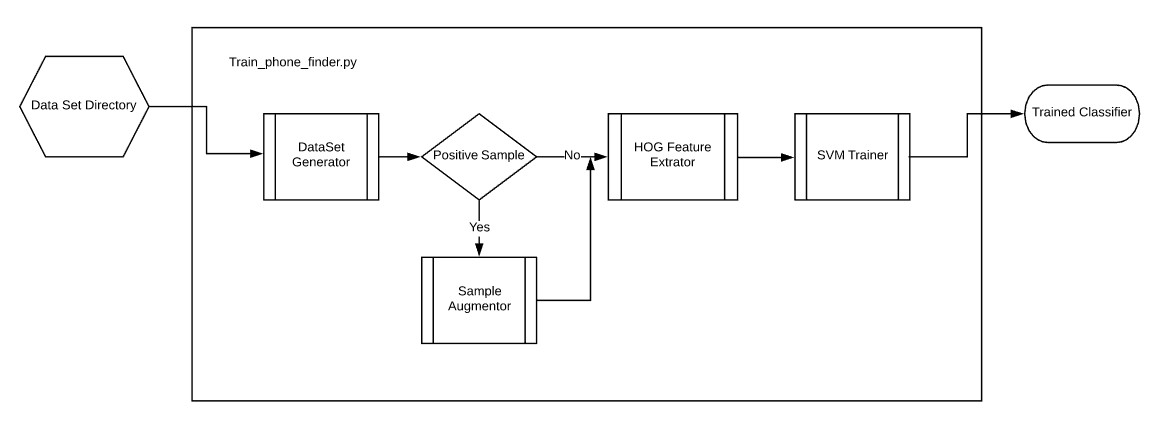 Train_phone_finder.py
Data Set Directory
DataSet
Generator
Positive Sample
No
Yes
Sample
Augmentor
HOG Feature
Extrator
SVM Trainer
Trained Classifier